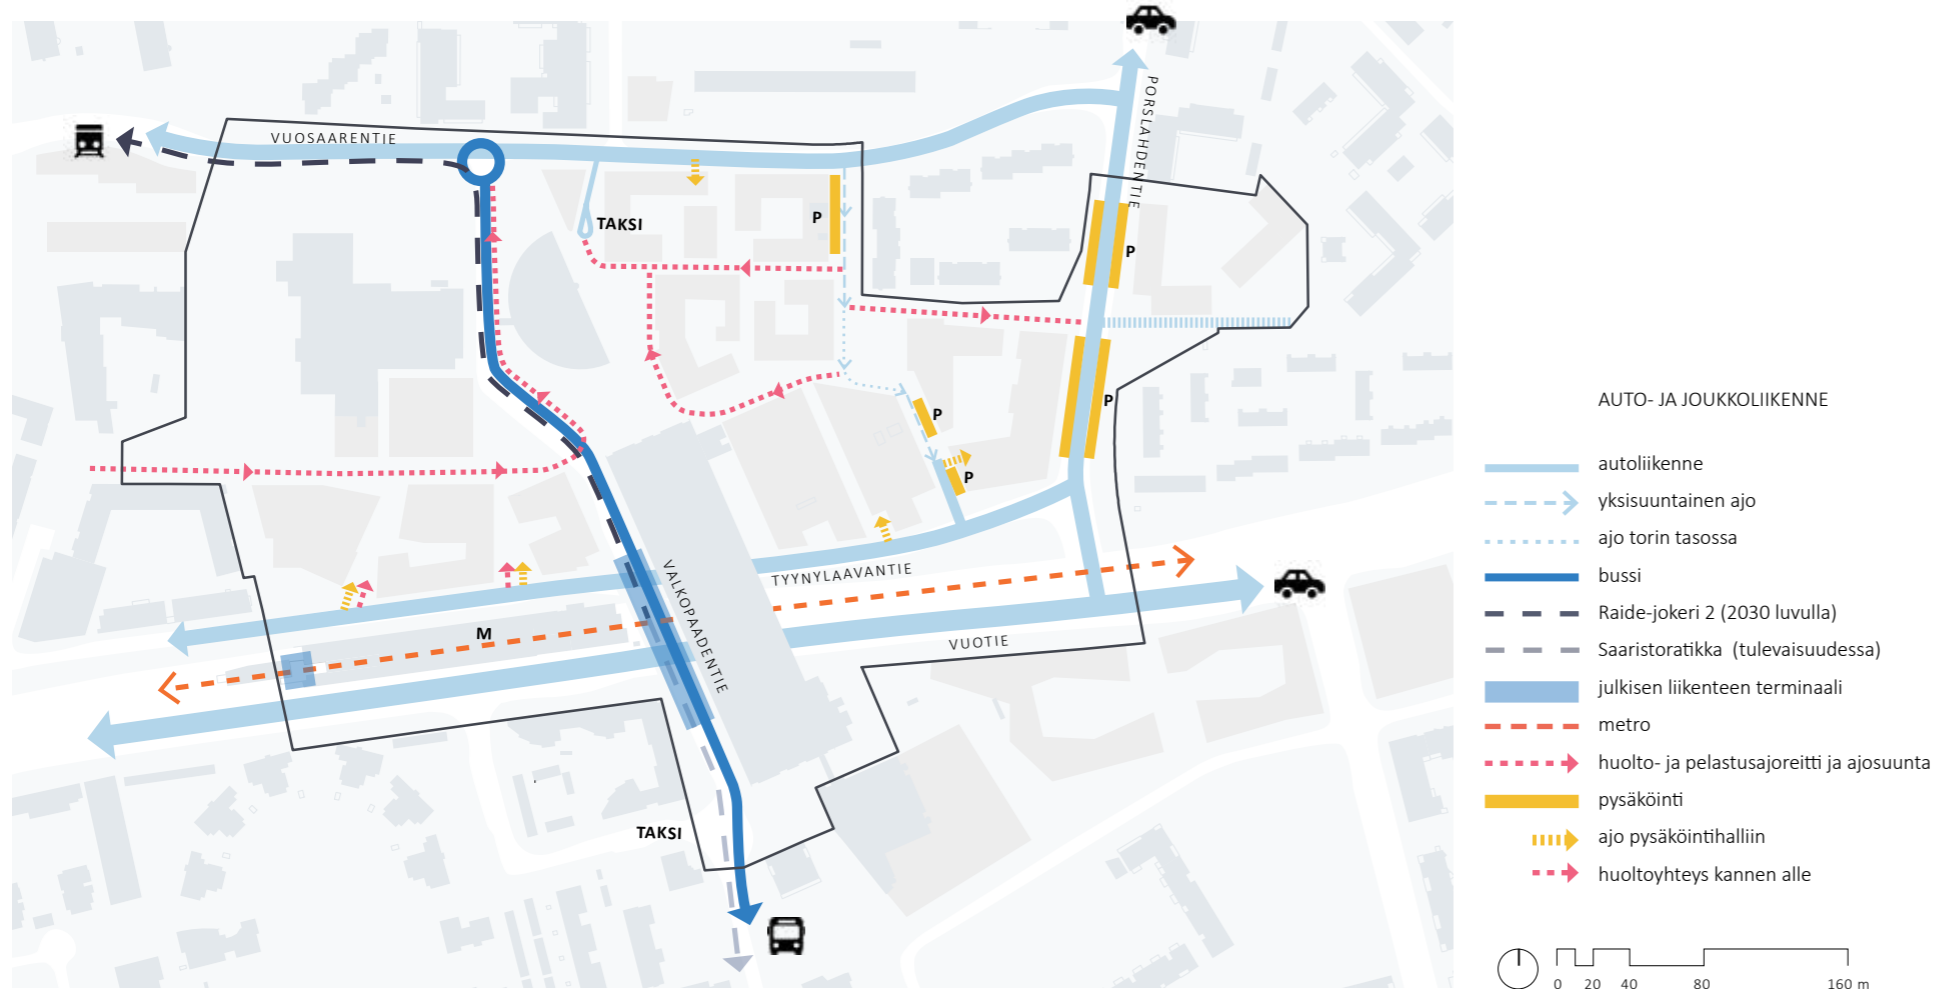 VUOSAARENTIE
PORSLAHDENTIE
TAKSI
P
P
P
P
P
VALKOPAADENTIE
TYYNYLAAVANTIE
M
VUOTIE
TAKSI
AUTO- JA JOUKKOLIIKENNE
autoliikenne
yksisuuntainen ajo
ajo torin tasossa
bussi
Raide-jokeri 2 (2030 luvulla)
Saaristoratikka (tulevaisuudessa)
julkisen liikenteen terminaali
metro
huolto- ja pelastusajoreitti ja ajosuunta
pysäköinti
ajo pysäköintihalliin
huoltoyhteys kannen alle
0 20 40 80 160 m